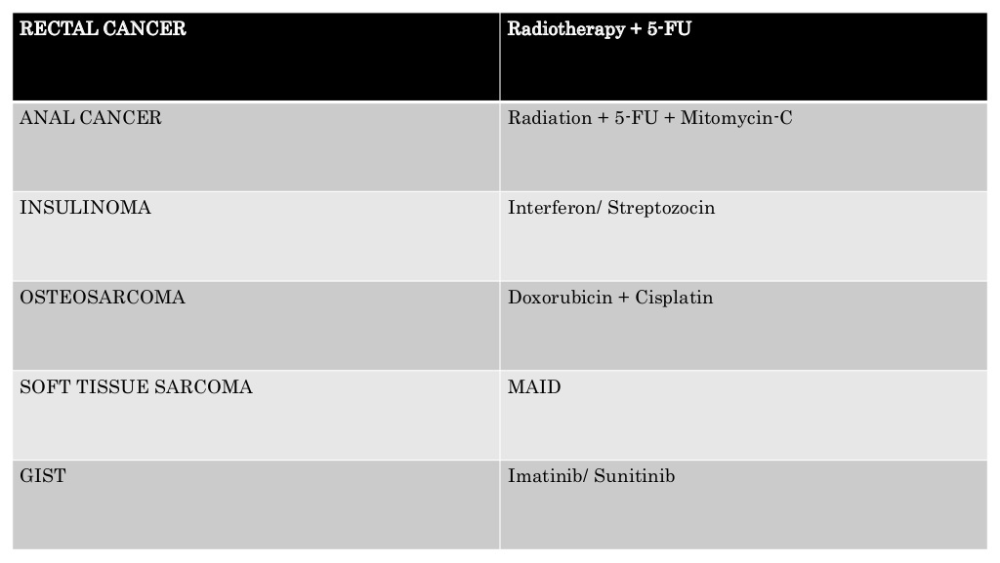 RECTAL CANCER
Radiotherapy + 5-FU
ANAL CANCER
Radiation + 5-FU + Mitomycin-C
INSULINOMA
Interferon/ Streptozocin
OSTEOSARCOMA
Doxorubicin + Cisplatin
SOFT TISSUE SARCOMA
MAID
GIST
Imatinib/ Sunitinib